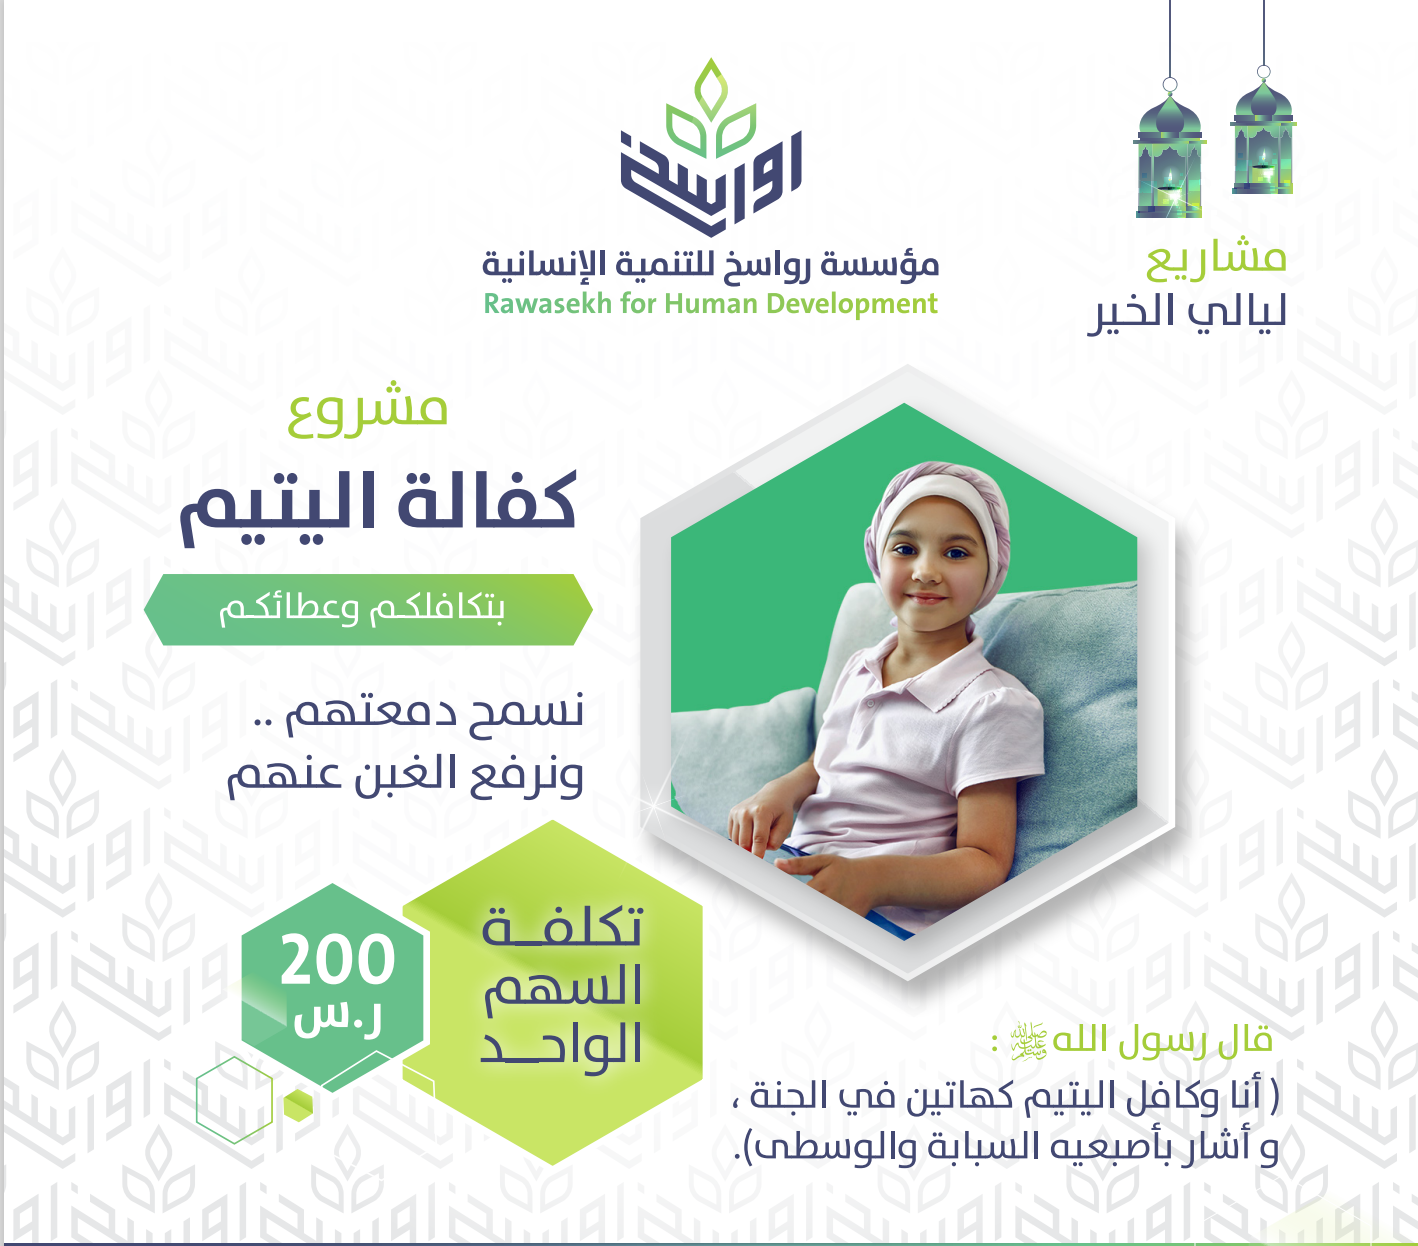 رواسخ
مؤسسة رواسخ للتنمية الإنسانية
Rawasekh for Human Development
مشاريع
ليالي الخير
مشروع
كفالة اليتيم
بتكافلكم وعطائكم
نسمح دمعتهم ..
ونرفع الغبن عنهم
تكلفة
السهم
الواحد
200
ر.س
قال رسول الله ﷺ :
( أنا وكافل اليتيم كهاتين في الجنة ،
و أشار بأصبعيه السبابة والوسطى).